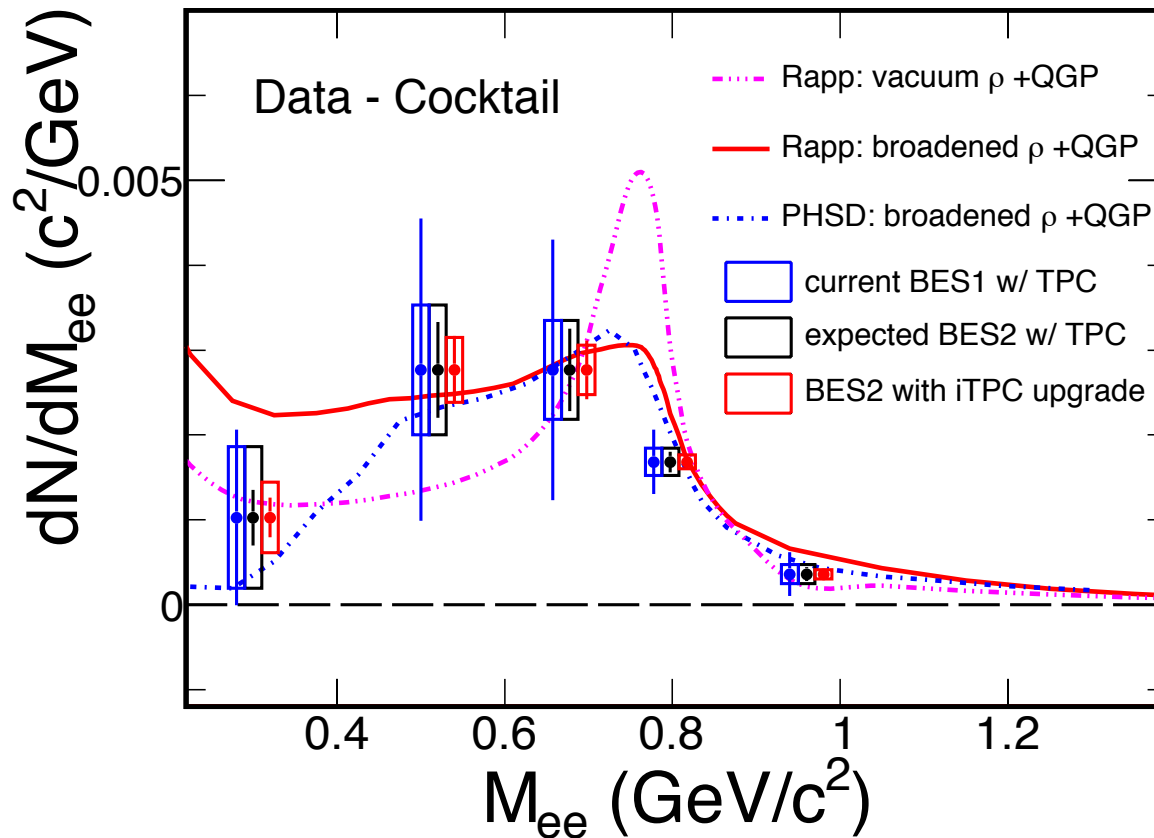 dN/dM_ee (c²/GeV)
Data - Cocktail
Rapp: vacuum ρ +QGP
Rapp: broadened ρ +QGP
PHSD: broadened ρ +QGP
current BES1 w/ TPC
expected BES2 w/ TPC
BES2 with iTPC upgrade
0.005
0
0.4 0.6 0.8 1 1.2
M_ee (GeV/c²)